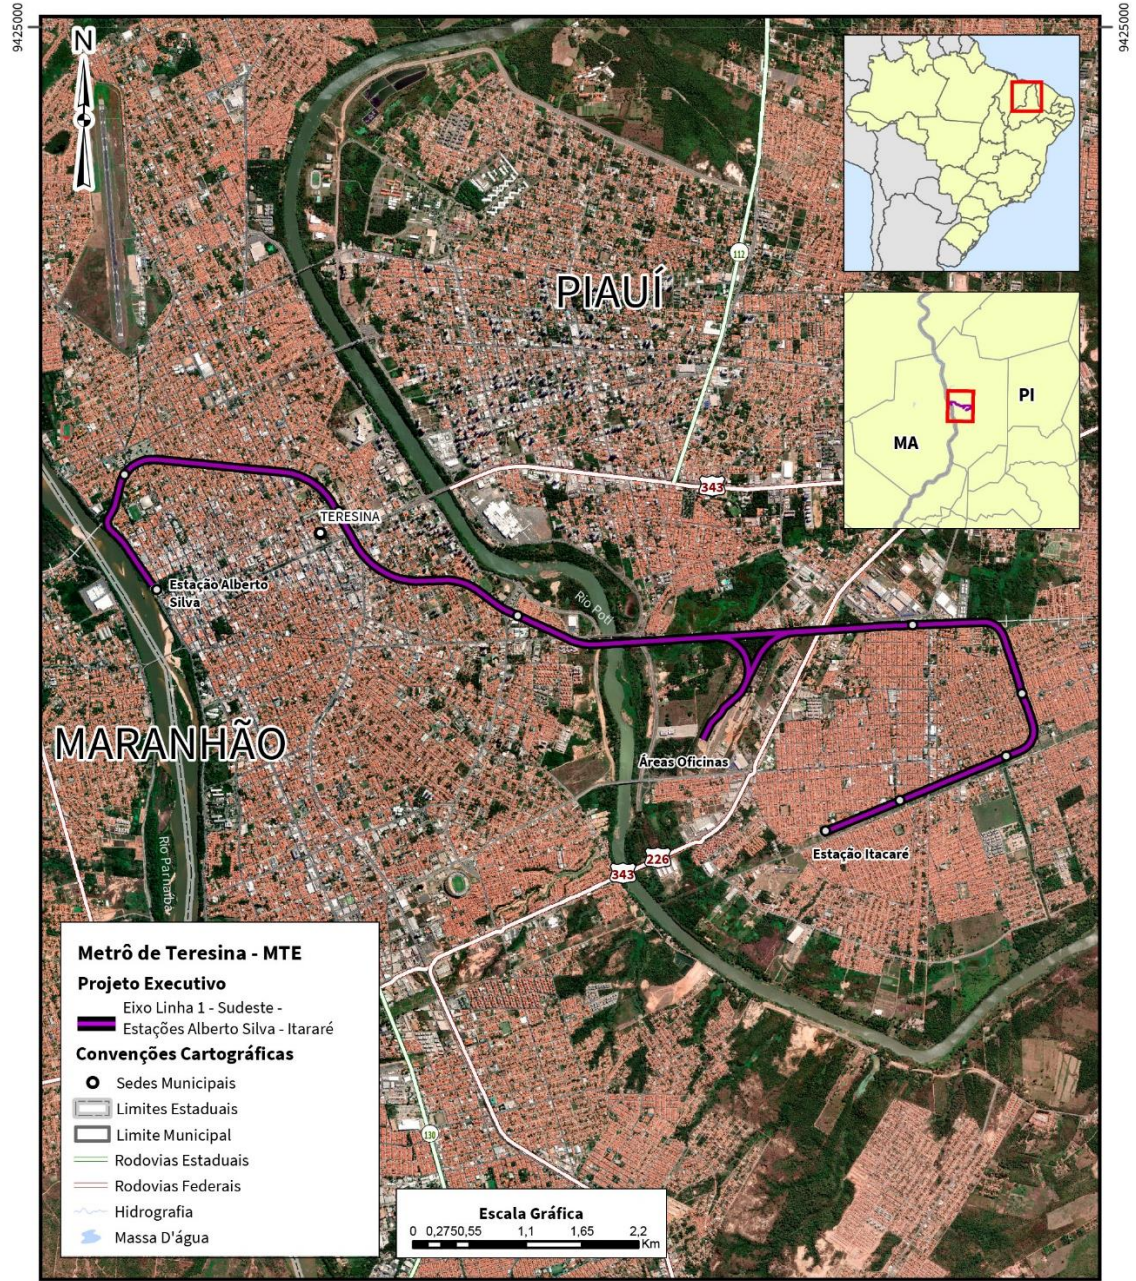 9425000
9425000
N
PIAUÍ
112
PI
MA
343
TERESINA
Estação Alberto
Silva
Rio Poti
MARANHÃO
Áreas Oficinas
Estação Itacaré
Rio Parnaíba
226
343
130
Metrô de Teresina - MTE
Projeto Executivo
Eixo Linha 1 - Sudeste -
Estações Alberto Silva - Itararé
Convenções Cartográficas
Sedes Municipais
Limites Estaduais
Limite Municipal
Rodovias Estaduais
Rodovias Federais
Hidrografia
Massa D'água
Escala Gráfica
0 0,275 0,55 1,1 1,65 2,2
Km